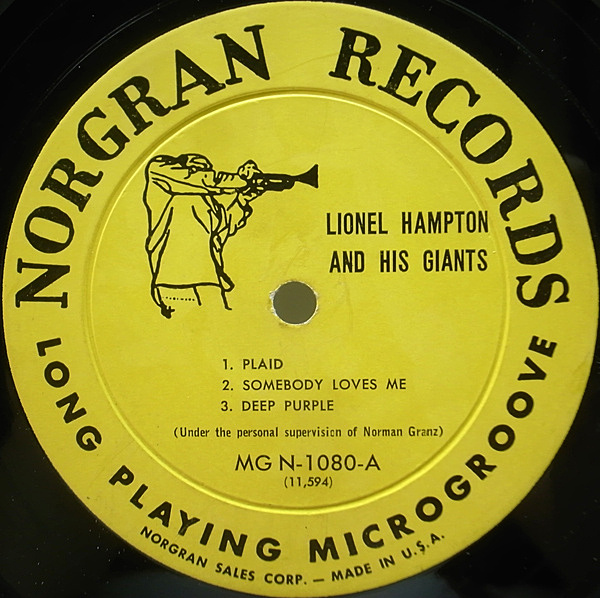 NORGRAN RECORDS
LIONEL HAMPTON
AND HIS GIANTS
1. PLAID
2. SOMEBODY LOVES ME
3. DEEP PURPLE
(Under the personal supervision of Norman Granz)
MG N-1080-A
(11,594)
LONG PLAYING MICROGROOVE
NORGRAN SALES CORP. — MADE IN U.S.A.